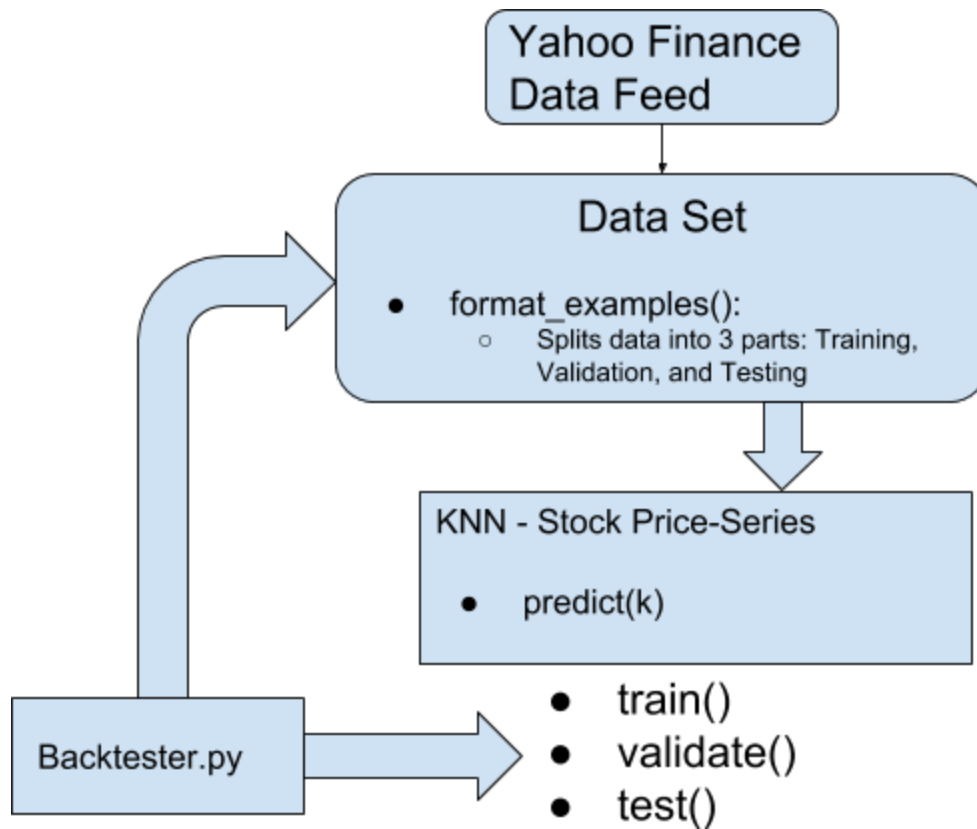 Yahoo Finance
Data Feed
Data Set
● format_examples():
○ Splits data into 3 parts: Training,
Validation, and Testing
KNN - Stock Price-Series
● predict(k)
● train()
● validate()
● test()
Backtester.py